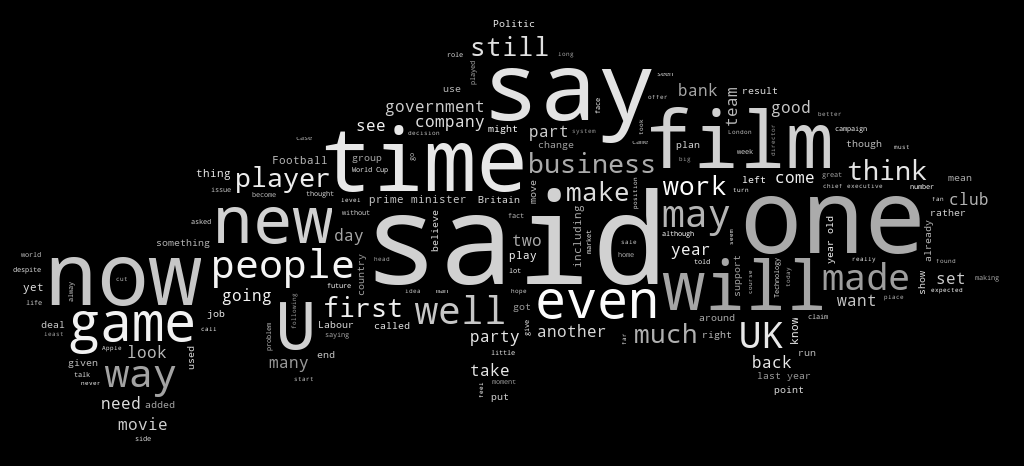 Politic
still
role
long
say
played
seen
use
bank
result
offer
face
team
government
good
company
see
might
part
system
took
film
better
case
decision
time
plan
London
campaign
change
came
though
must
Football
group
go
business
big
week
director
think
World Cup
thing
player
move
make
work
left
come
great
mean
issue
become
thought
position
turn
chief executive
number
level
prime minister
Britain
club
fan
new
said
may
one
rather
without
fact
including
asked
believe
although
day
two
market
sale
year
seem
year old
already
something
play
home
really
world
people
country
head
lot
told
support
Technology
today
found
despite
now
going
future
idea
man
hope
will
made
show
set
making
yet
alway
cut
expected
life
job
U
following
first
well
got
even
want
place
game
deal
least
call
problem
Labour
saying
called
give
another
far
much
around
right
UK
know
claim
Apple
look
used
end
party
little
run
given
way
many
take
back
talk
never
start
feel
moment
last year
need
added
put
point
movie
side